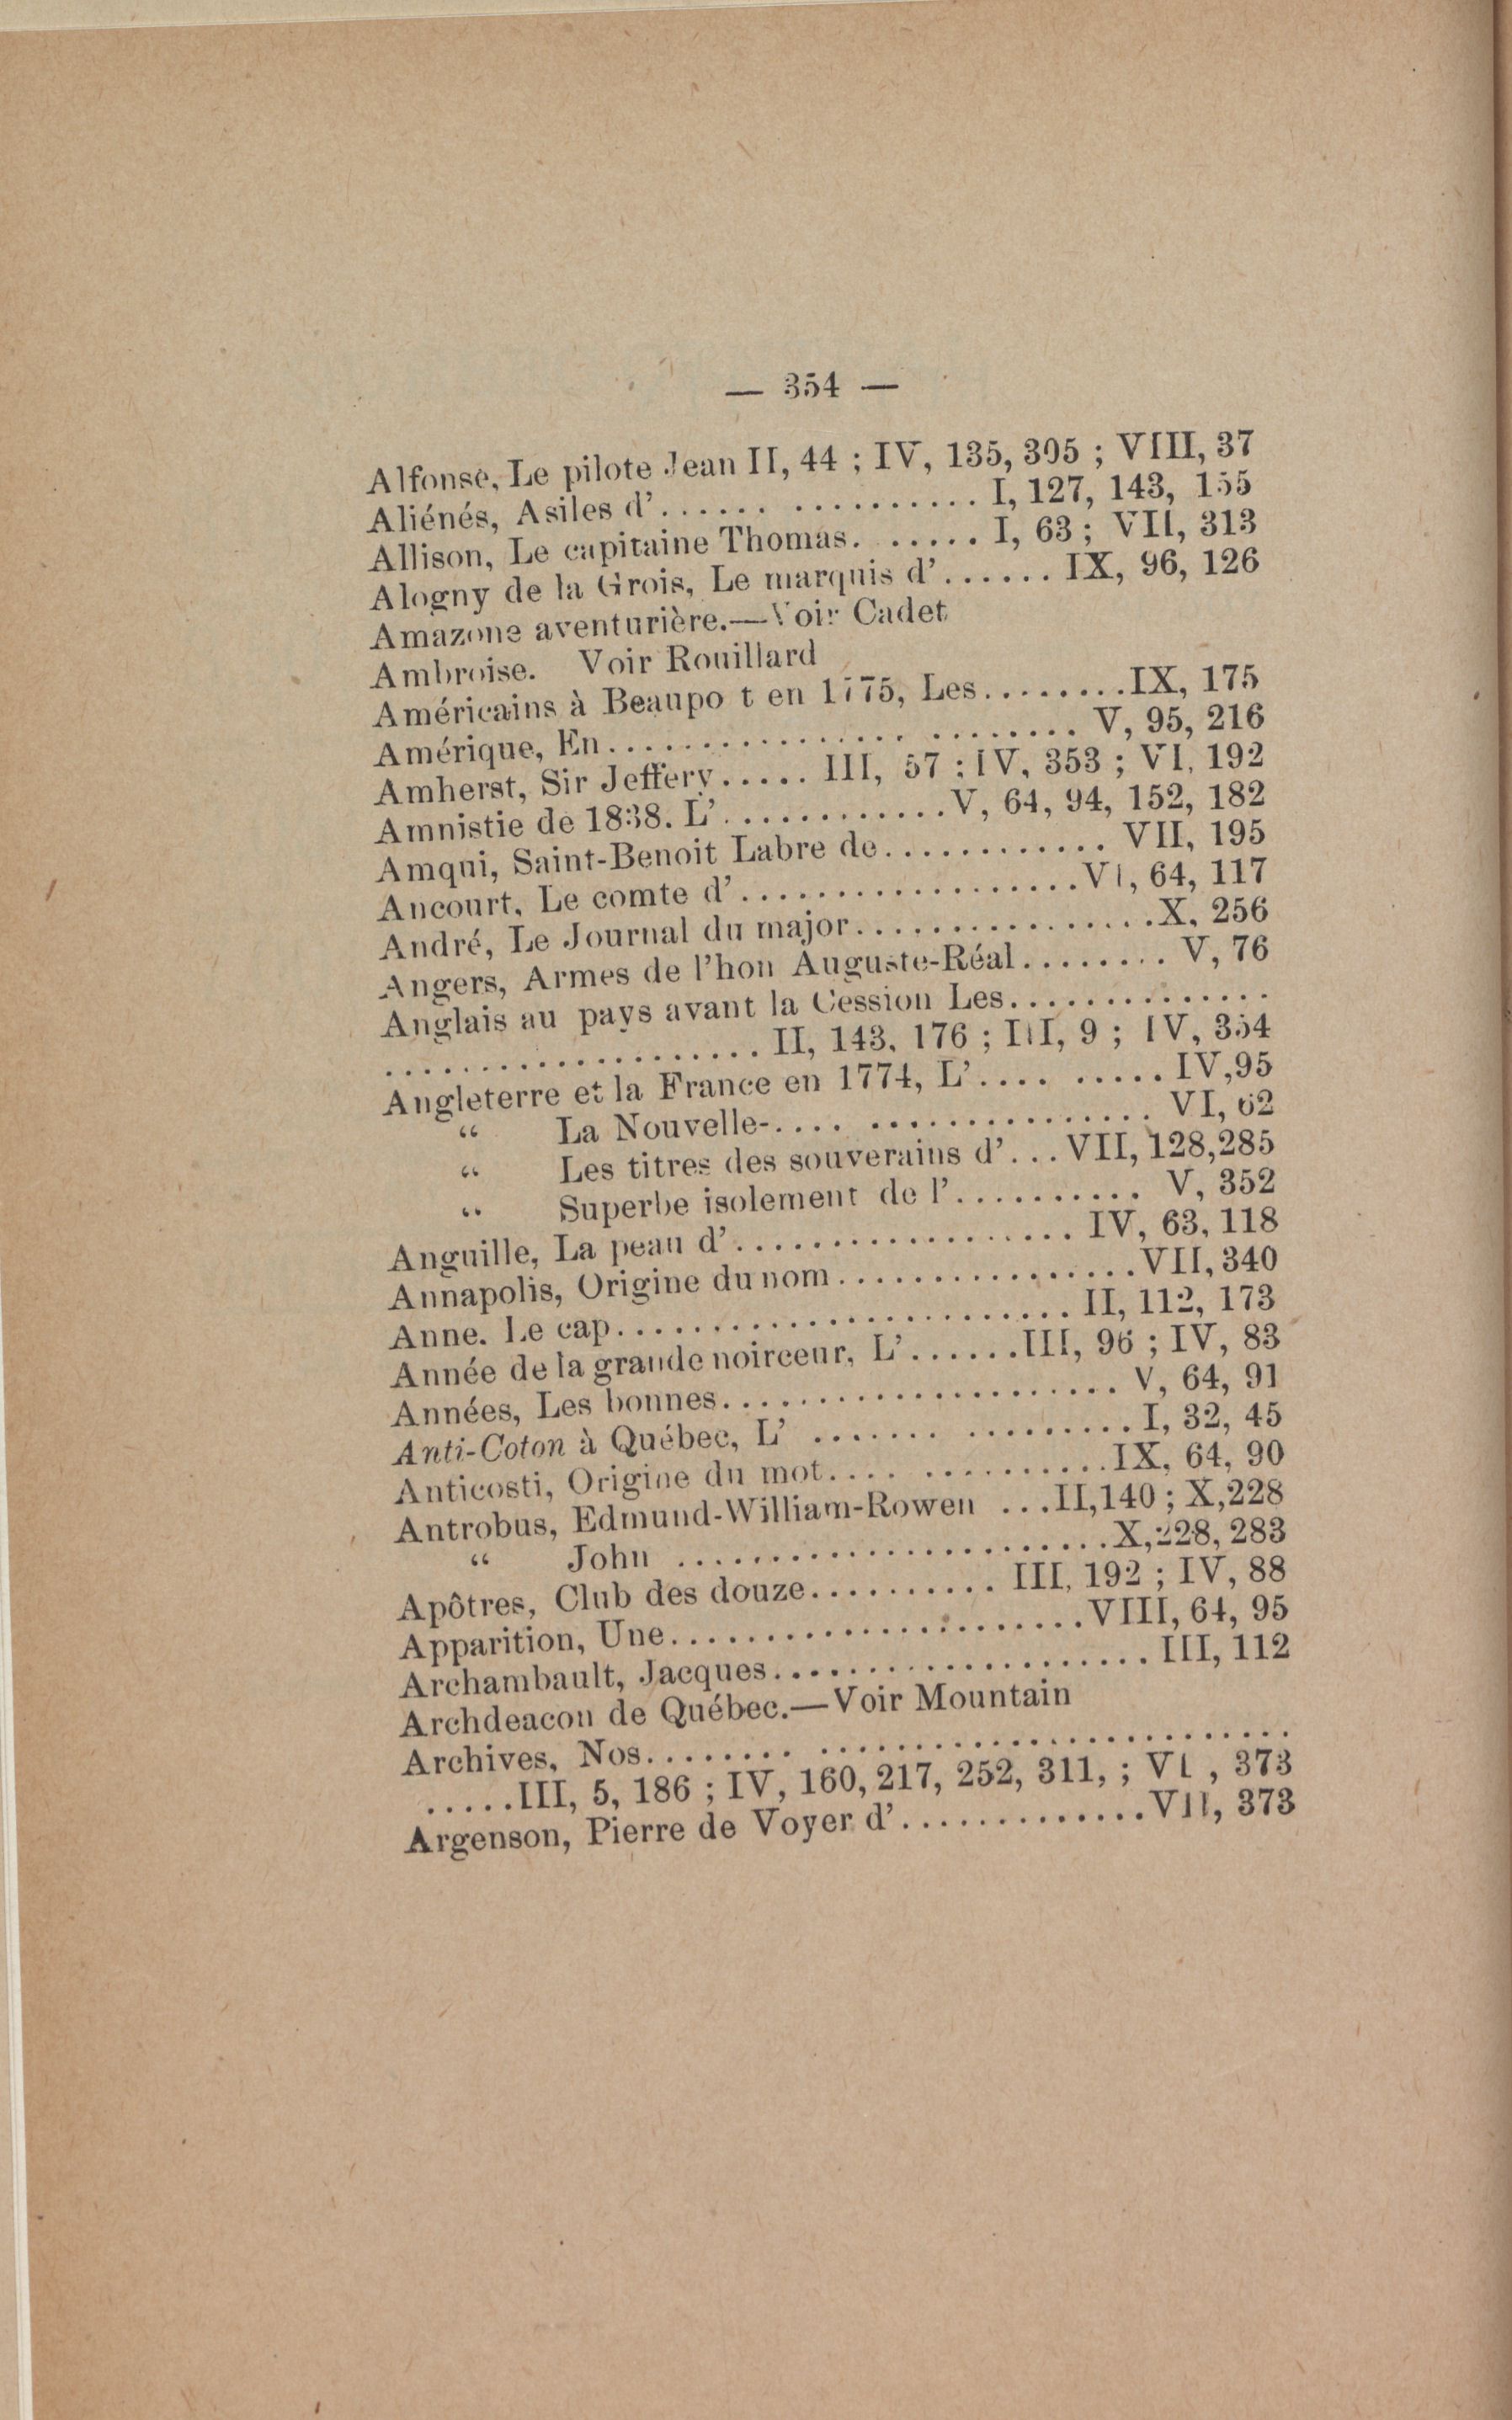 — 354 —
Alfonse, Le pilote Jean II, 44 ; IV, 135, 305 ; VIII, 37
Aliénés, Asiles d'...... .......... I, 127, 143, 155
Allison, Le capitaine Thomas. ...... I, 63 ; VII, 313
Alogny de la Grois, Le marquis d'...... IX, 96, 126
Amazone aventurière.—Voir Cadet
Ambroise. Voir Rouillard
Américains à Beaupo t en 1775, Les........IX, 175
Amérique, En................ ........ V, 95, 216
Amherst, Sir Jeffery..... III, 57 ; IV, 353 ; VI, 192
Amnistie de 1838. L'............V, 64, 94, 152, 182
Amqui, Saint-Benoit Labre de............ VII, 195
Ancourt, Le comte d'..................VI, 64, 117
André, Le Journal du major................X, 256
Angers, Armes de l'hon Auguste-Réal........ V, 76
Anglais au pays avant la Cession Les..............
.................... II, 143, 176 ; III, 9 ; IV, 354
Angleterre et la France en 1774, L'.... ..... IV,95
“ La Nouvelle-.... ............... VI, 62
“ Les titres des souverains d'...VII, 128,285
“ Superbe isolement de l'.......... V, 352
Anguille, La peau d'.................. IV, 63, 118
Annapolis, Origine du nom................VII, 340
Anne. Le cap........................ II, 112, 173
Année de la grande noirceur, L'......III, 96 ; IV, 83
Années, Les bonnes..................... V, 64, 91
Anti-Coton à Québec, L' ....... .........I, 32, 45
Anticosti, Origine du mot.... ..........IX, 64, 90
Antrobus, Edmund-William-Rowen ...II,140 ; X,228
“ John .......................X,228, 283
Apôtres, Club des douze.......... III, 192 ; IV, 88
Apparition, Une......................VIII, 64, 95
Archambault, Jacques.................... III, 112
Archdeacon de Québec.—Voir Mountain
Archives, Nos........ .........................
.....III, 5, 186 ; IV, 160, 217, 252, 311, ; VI , 373
Argenson, Pierre de Voyer d'.............VII, 373